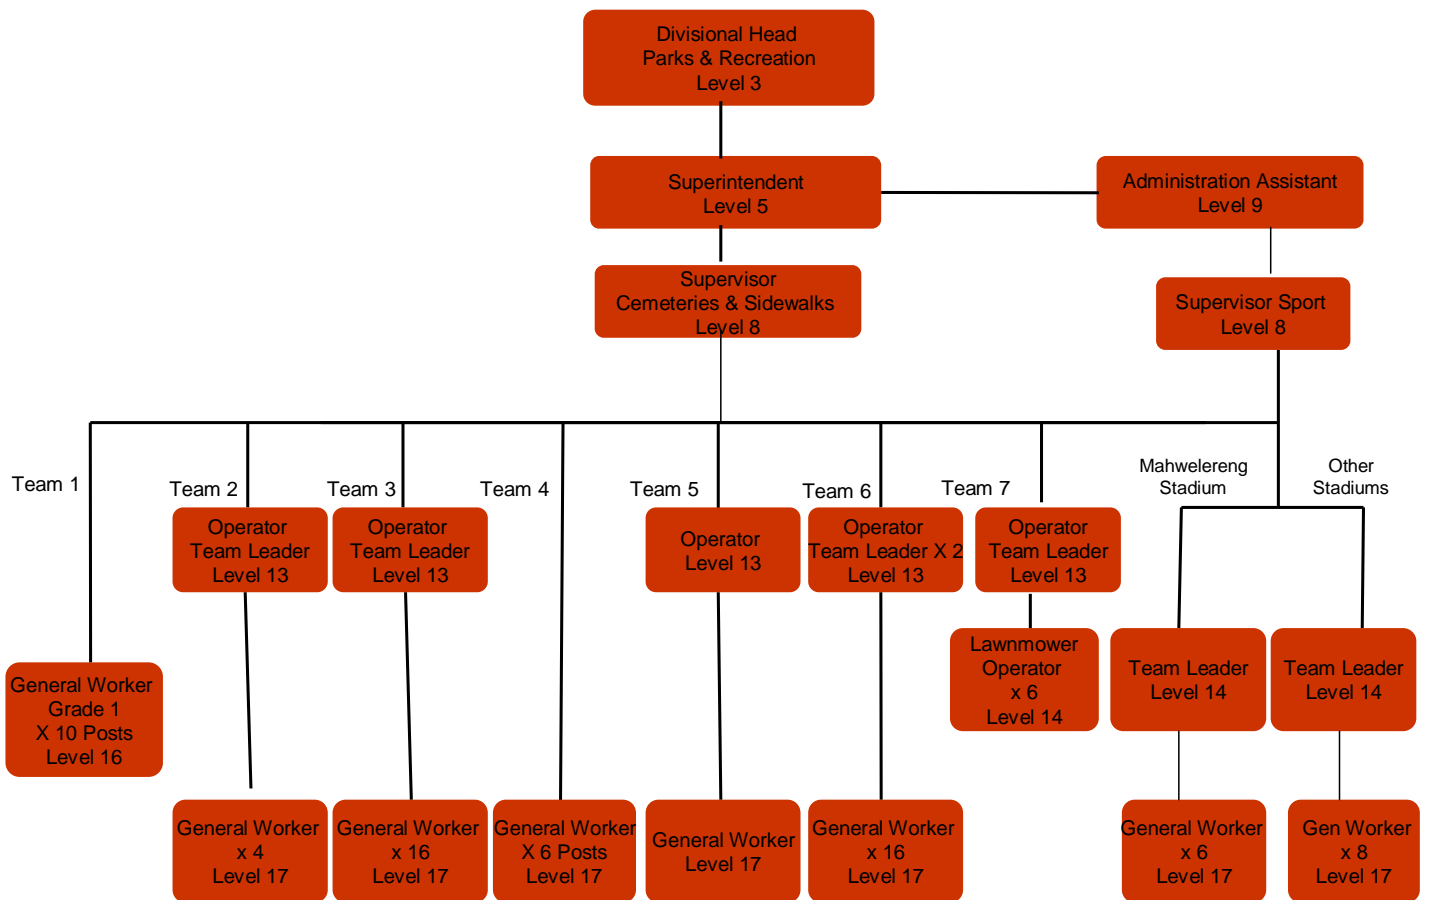 Divisional Head
Parks & Recreation
Level 3
Superintendent
Level 5
Administration Assistant
Level 9
Supervisor
Cemeteries & Sidewalks
Level 8
Supervisor Sport
Level 8
Team 1
Team 2
Team 3
Team 4
Team 5
Team 6
Team 7
Mahwelereng
Stadium
Other
Stadiums
Operator
Team Leader
Level 13
Operator
Team Leader
Level 13
Operator
Level 13
Operator
Team Leader X 2
Level 13
Operator
Team Leader
Level 13
General Worker
Grade 1
X 10 Posts
Level 16
Lawnmower
Operator
x 6
Level 14
Team Leader
Level 14
Team Leader
Level 14
General Worker
x 4
Level 17
General Worker
x 16
Level 17
General Worker
X 6 Posts
Level 17
General Worker
Level 17
General Worker
x 16
Level 17
General Worker
x 6
Level 17
Gen Worker
x 8
Level 17